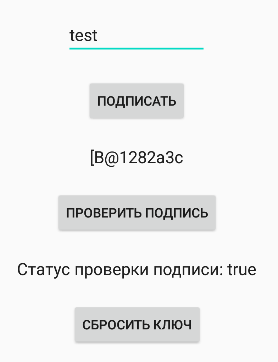 test
ПОДПИСАТЬ
[B@1282a3c
ПРОВЕРИТЬ ПОДПИСЬ
Статус проверки подписи: true
СБРОСИТЬ КЛЮЧ